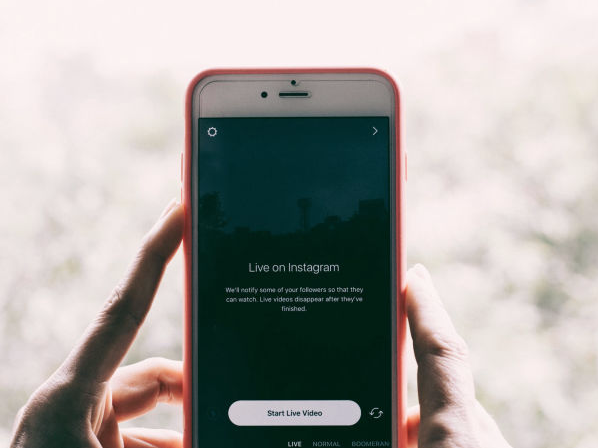 Live on Instagram
We'll notify some of your followers so that they
can watch. Live videos disappear after they've
finished.
Start Live Video
LIVE NORMAL BOOMERAN